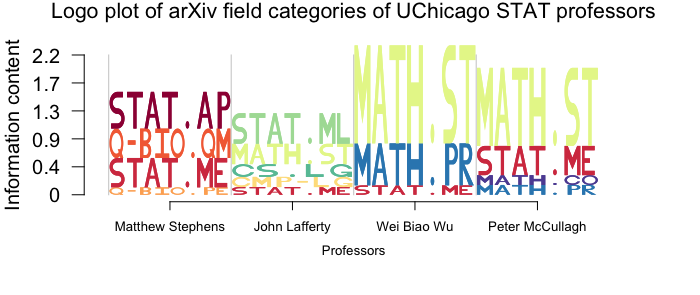 Logo plot of arXiv field categories of UChicago STAT professors
Information content
2.2
1.7
1.3
0.9
0.4
0
STAT.AP
Q-BIO.QM
STAT.ME
Q-BIO.PE
STAT.ML
MATH.ST
CS.LG
CMP-LG
STAT.ME
MATH.ST
MATH.PR
STAT.ME
MATH.ST
STAT.ME
MATH.CO
MATH.PR
Matthew Stephens
John Lafferty
Wei Biao Wu
Peter McCullagh
Professors